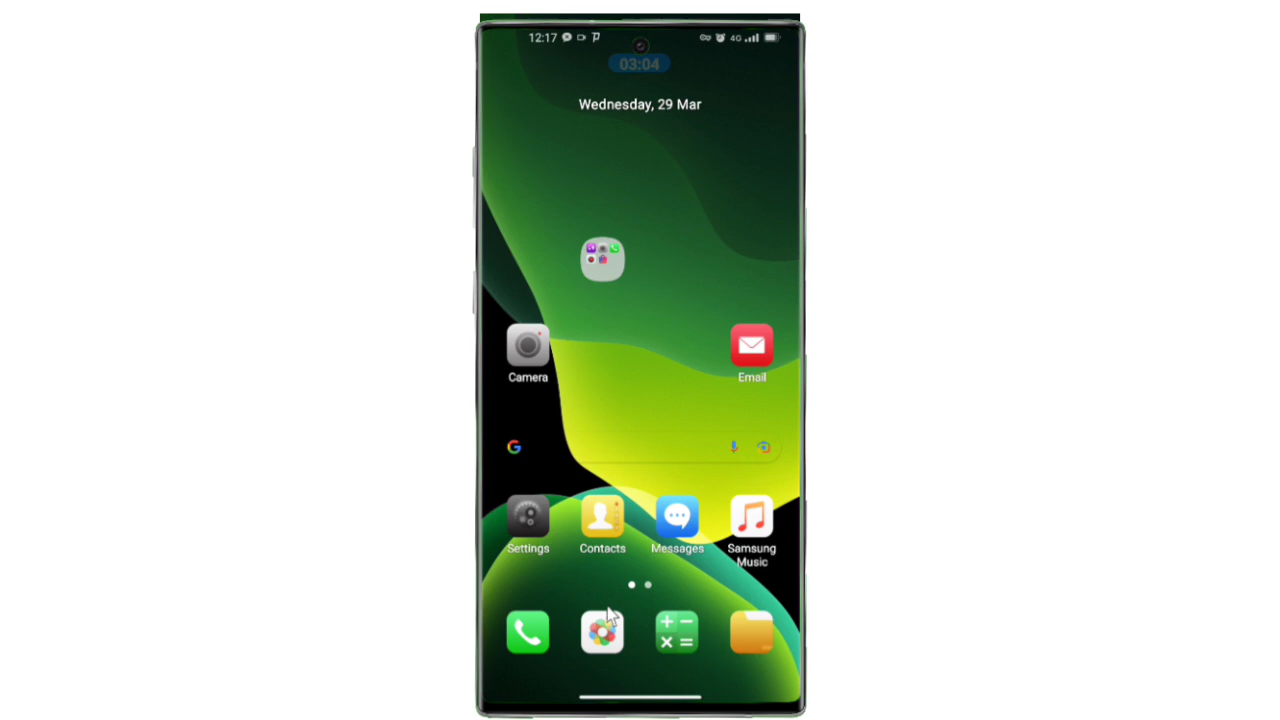 12:17
4G
03:04
Wednesday, 29 Mar
Camera
Email
Settings
Contacts
Messages
Samsung
Music